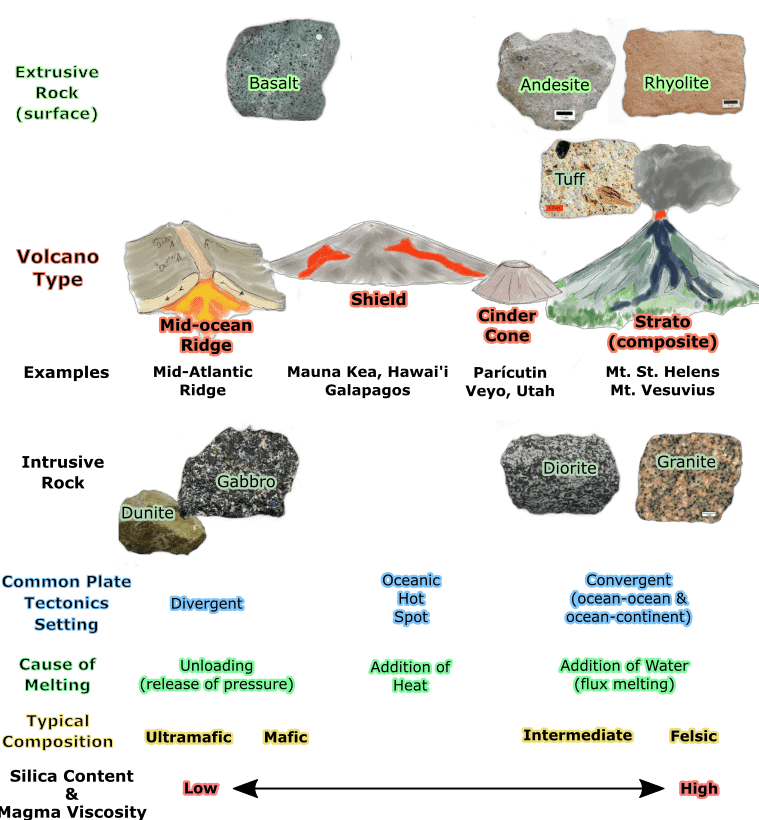 Extrusive
Rock
(surface)
Basalt
Andesite
Rhyolite
Tuff
Volcano
Type
Mid-ocean
Ridge
Shield
Cinder
Cone
Strato
(composite)
Examples
Mid-Atlantic
Ridge
Mauna Kea, Hawai'i
Galapagos
Parícutin
Veyo, Utah
Mt. St. Helens
Mt. Vesuvius
Intrusive
Rock
Dunite
Gabbro
Diorite
Granite
Common Plate
Tectonics
Setting
Divergent
Oceanic
Hot
Spot
Convergent
(ocean-ocean &
ocean-continent)
Cause of
Melting
Unloading
(release of pressure)
Addition of
Heat
Addition of Water
(flux melting)
Typical
Composition
Ultramafic
Mafic
Intermediate
Felsic
Silica Content
&
Magma Viscosity
Low
High